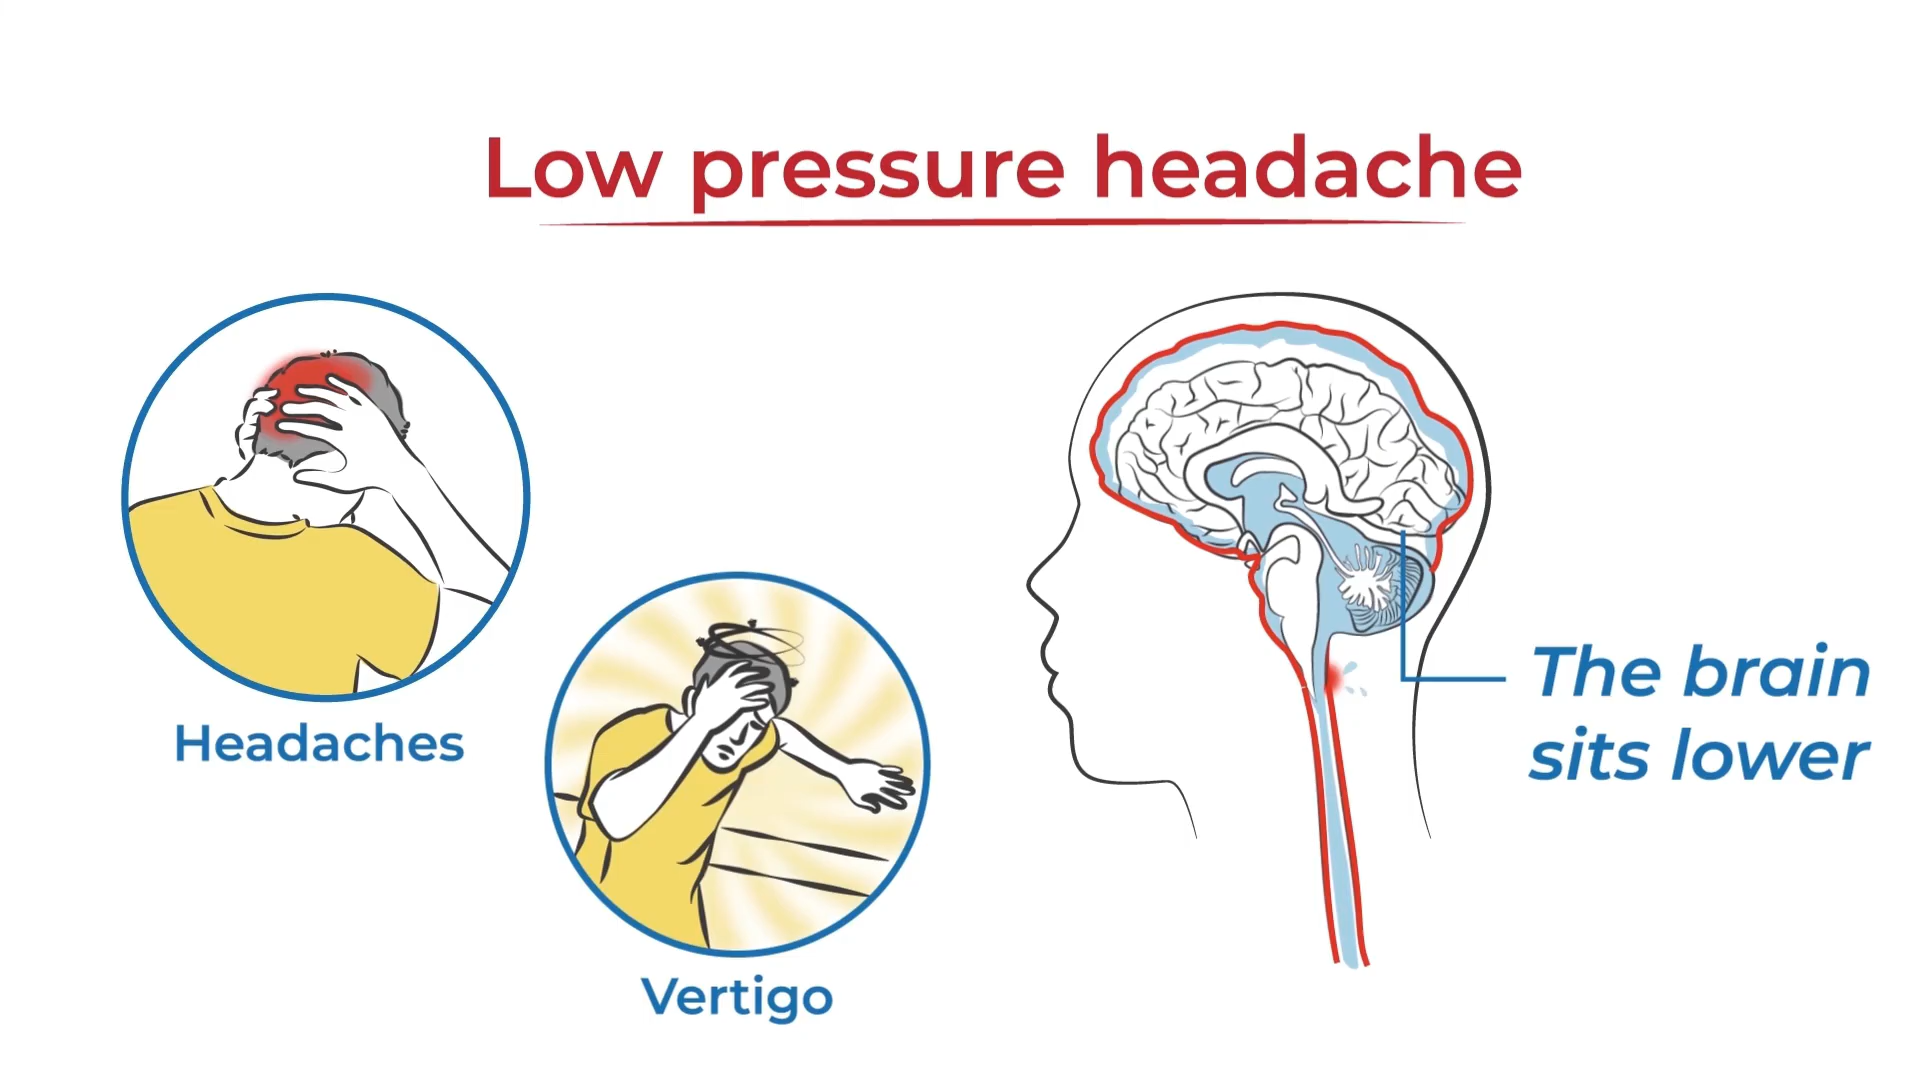 Low pressure headache
Headaches
Vertigo
The brain
sits lower